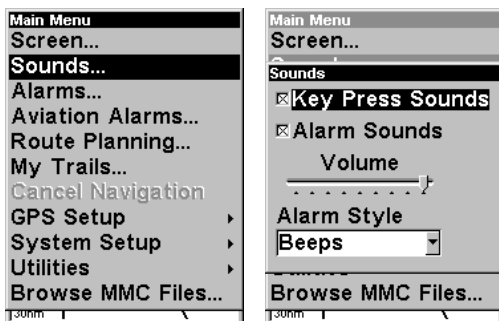 Main Menu
Screen...
Sounds...
Alarms...
Aviation Alarms...
Route Planning...
My Trails...
Cancel Navigation
GPS Setup
System Setup
Utilities
Browse MMC Files...
30nm
Main Menu
Screen...
Sounds
Key Press Sounds
Alarm Sounds
Volume
Alarm Style
Beeps
Browse MMC Files...
30nm